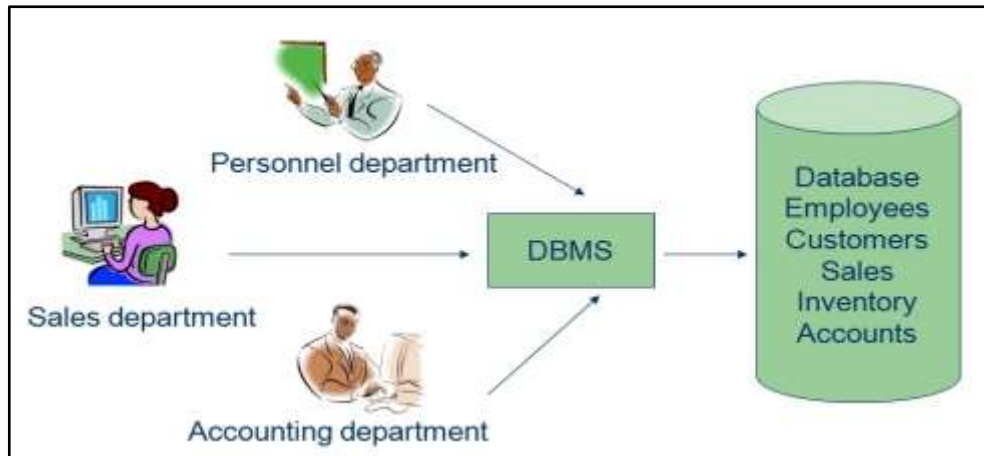 Personnel department
Sales department
Accounting department
DBMS
Database
Employees
Customers
Sales
Inventory
Accounts